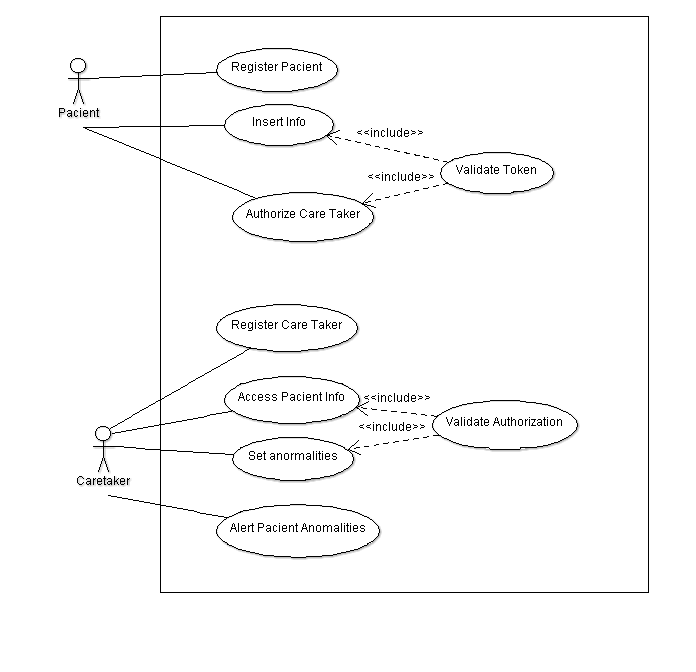 Register Pacient
Pacient
Insert Info
<<include>>
Validate Token
<<include>>
Authorize Care Taker
Register Care Taker
Access Pacient Info
<<include>>
Validate Authorization
<<include>>
Set anormalities
Caretaker
Alert Pacient Anomalities